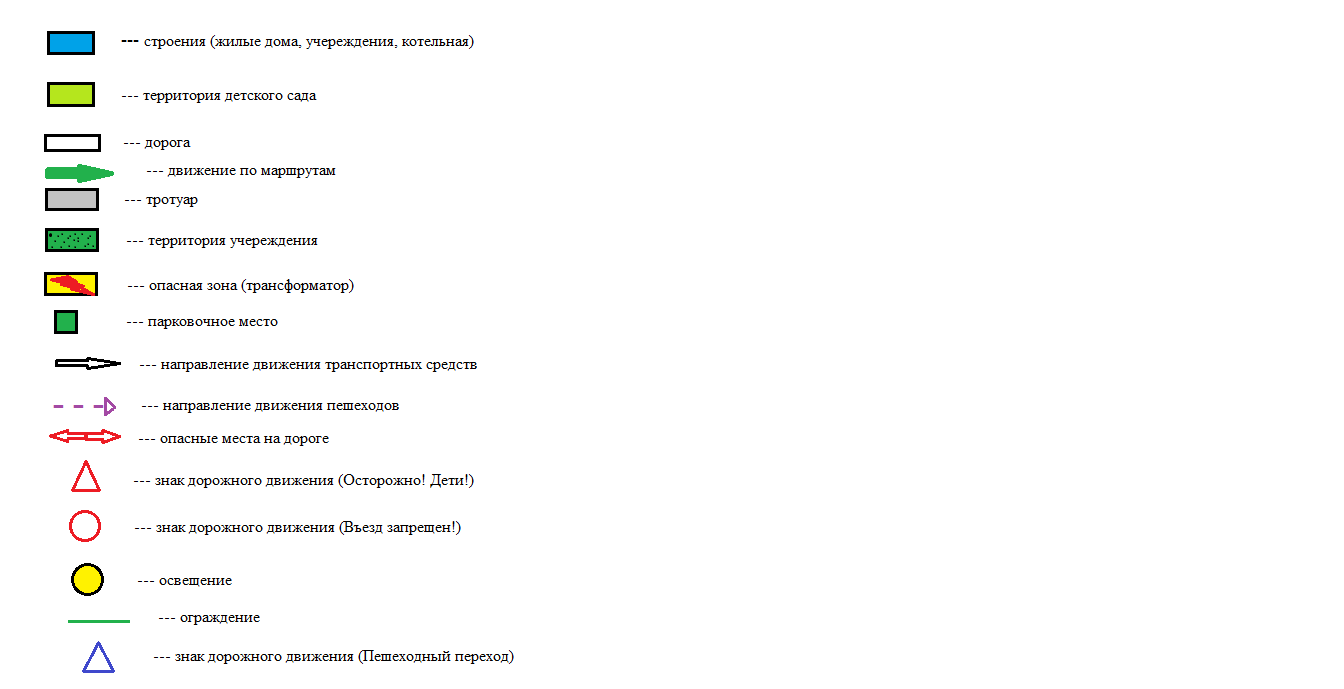 --- строения (жилые дома, учереждения, котельная)
--- территория детского сада
--- дорога
--- движение по маршрутам
--- тротуар
--- территория учереждения
--- опасная зона (трансформатор)
--- парковочное место
--- направление движения транспортных средств
--- направление движения пешеходов
--- опасные места на дороге
--- знак дорожного движения (Осторожно! Дети!)
--- знак дорожного движения (Въезд запрещен!)
--- освещение
--- ограждение
--- знак дорожного движения (Пешеходный переход)